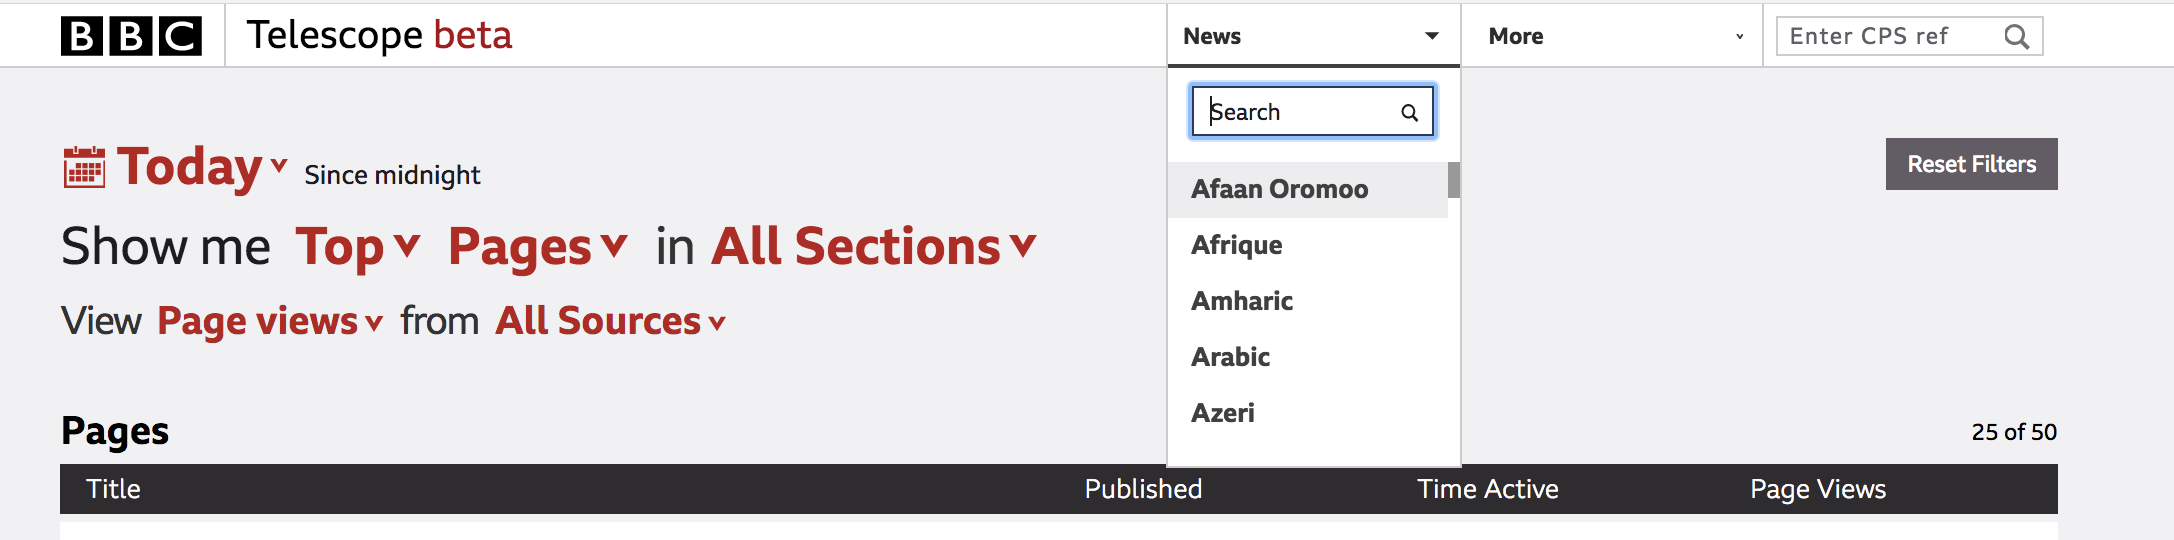 BBC Telescope beta News More Enter CPS ref
Search
Today Since midnight
Reset Filters
Afaan Oromoo
Show me Top Pages in All Sections
Afrique
Amharic
View Page views from All Sources
Arabic
Azeri
Pages 25 of 50
Title Published Time Active Page Views